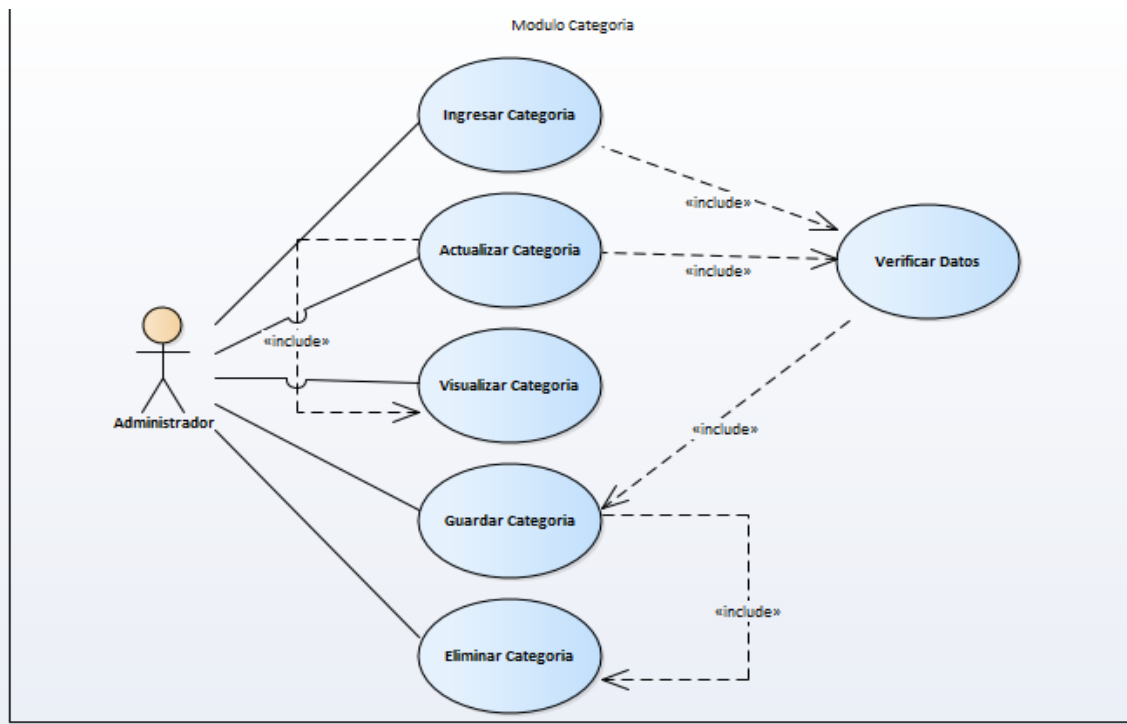 Modulo Categoria
Ingresar Categoria
«include»
Actualizar Categoria
«include»
Verificar Datos
«include»
Visualizar Categoria
Administrador
«include»
Guardar Categoria
«include»
Eliminar Categoria